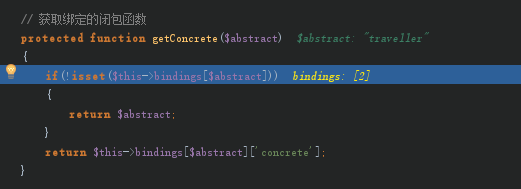 // 获取绑定的闭包函数
protected function getConcrete($abstract) $abstract: "traveller"
{
if(!isset($this->bindings[$abstract])) bindings: [2]
{
return $abstract;
}
return $this->bindings[$abstract]['concrete'];
}